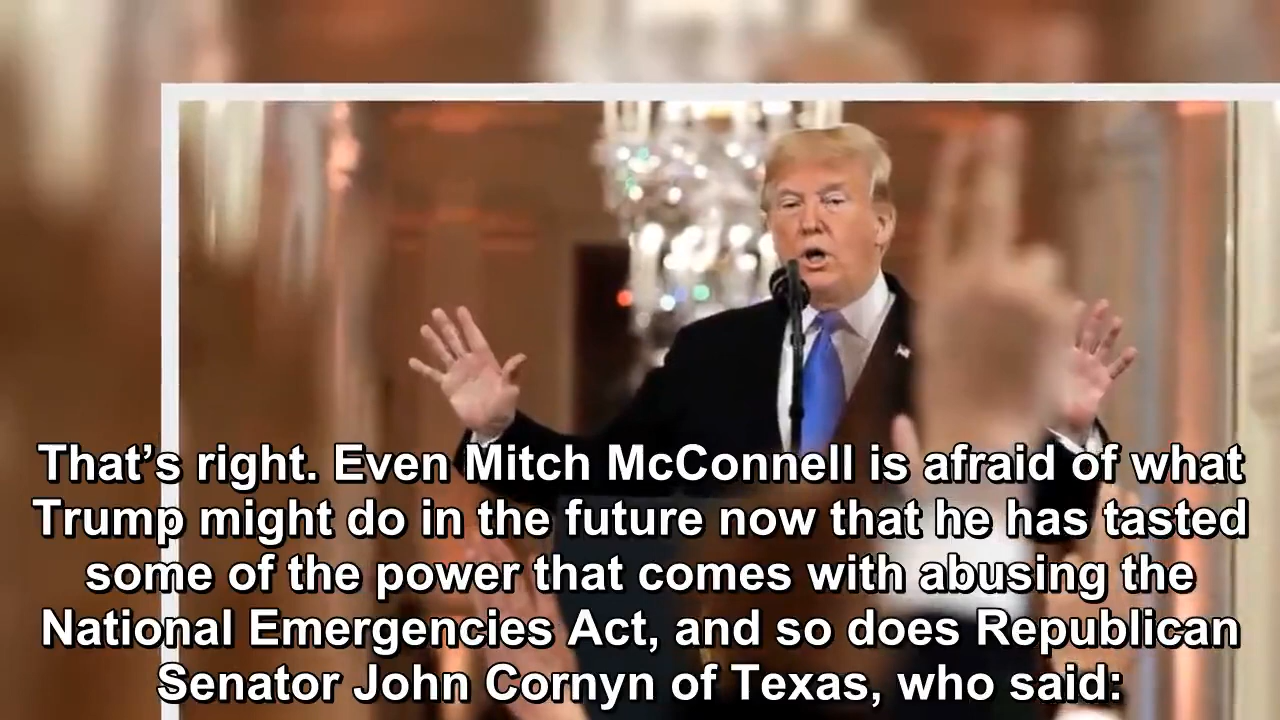 That’s right. Even Mitch McConnell is afraid of what
Trump might do in the future now that he has tasted
some of the power that comes with abusing the
National Emergencies Act, and so does Republican
Senator John Cornyn of Texas, who said: